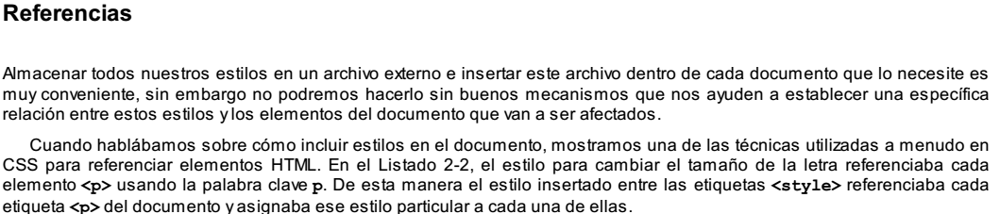 Referencias
Almacenar todos nuestros estilos en un archivo externo e insertar este archivo dentro de cada documento que lo necesite es
muy conveniente, sin embargo no podremos hacerlo sin buenos mecanismos que nos ayuden a establecer una específica
relación entre estos estilos y los elementos del documento que van a ser afectados.
Cuando hablábamos sobre cómo incluir estilos en el documento, mostramos una de las técnicas utilizadas a menudo en
CSS para referenciar elementos HTML. En el Listado 2-2, el estilo para cambiar el tamaño de la letra referenciaba cada
elemento <p> usando la palabra clave p. De esta manera el estilo insertado entre las etiquetas <style> referenciaba cada
etiqueta <p> del documento y asignaba ese estilo particular a cada una de ellas.